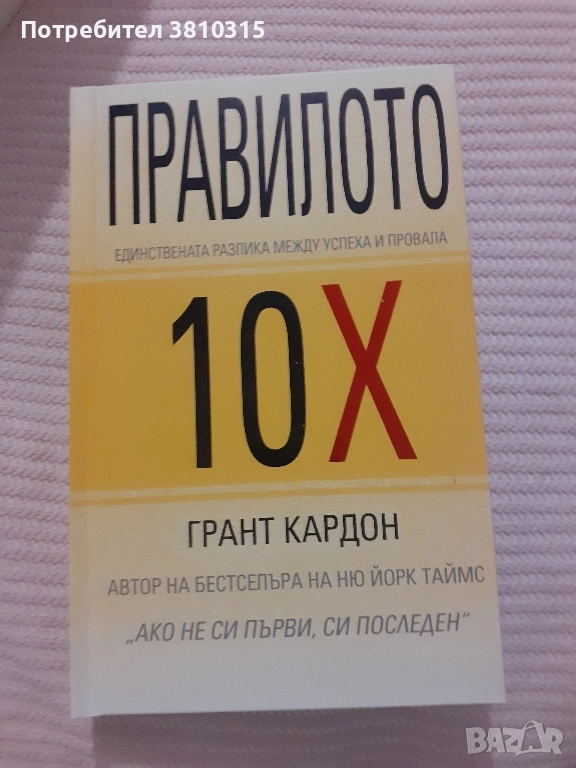 Потребител 3810315
ПРАВИЛОТО
ЕДИНСТВЕНАТА РАЗЛИКА МЕЖДУ УСПЕХА И ПРОВАЛА
10X
ГРАНТ КАРДОН
АВТОР НА БЕСТСЕЛЪРА НА НЮ ЙОРК ТАЙМС
„АКО НЕ СИ ПЪРВИ, СИ ПОСЛЕДЕН“
BAZAR